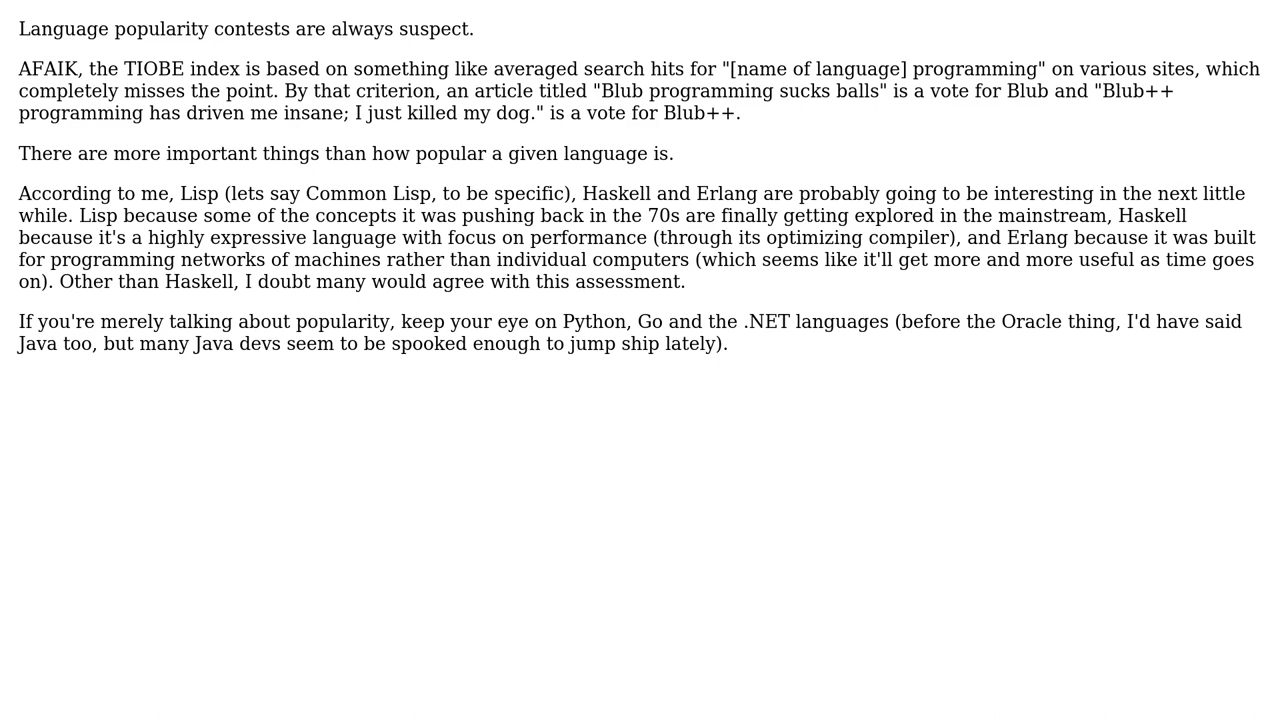 Language popularity contests are always suspect.
AFAIK, the TIOBE index is based on something like averaged search hits for "[name of language] programming" on various sites, which
completely misses the point. By that criterion, an article titled "Blub programming sucks balls" is a vote for Blub and "Blub++
programming has driven me insane; I just killed my dog." is a vote for Blub++.
There are more important things than how popular a given language is.
According to me, Lisp (lets say Common Lisp, to be specific), Haskell and Erlang are probably going to be interesting in the next little
while. Lisp because some of the concepts it was pushing back in the 70s are finally getting explored in the mainstream, Haskell
because it's a highly expressive language with focus on performance (through its optimizing compiler), and Erlang because it was built
for programming networks of machines rather than individual computers (which seems like it'll get more and more useful as time goes
on). Other than Haskell, I doubt many would agree with this assessment.
If you're merely talking about popularity, keep your eye on Python, Go and the .NET languages (before the Oracle thing, I'd have said
Java too, but many Java devs seem to be spooked enough to jump ship lately).